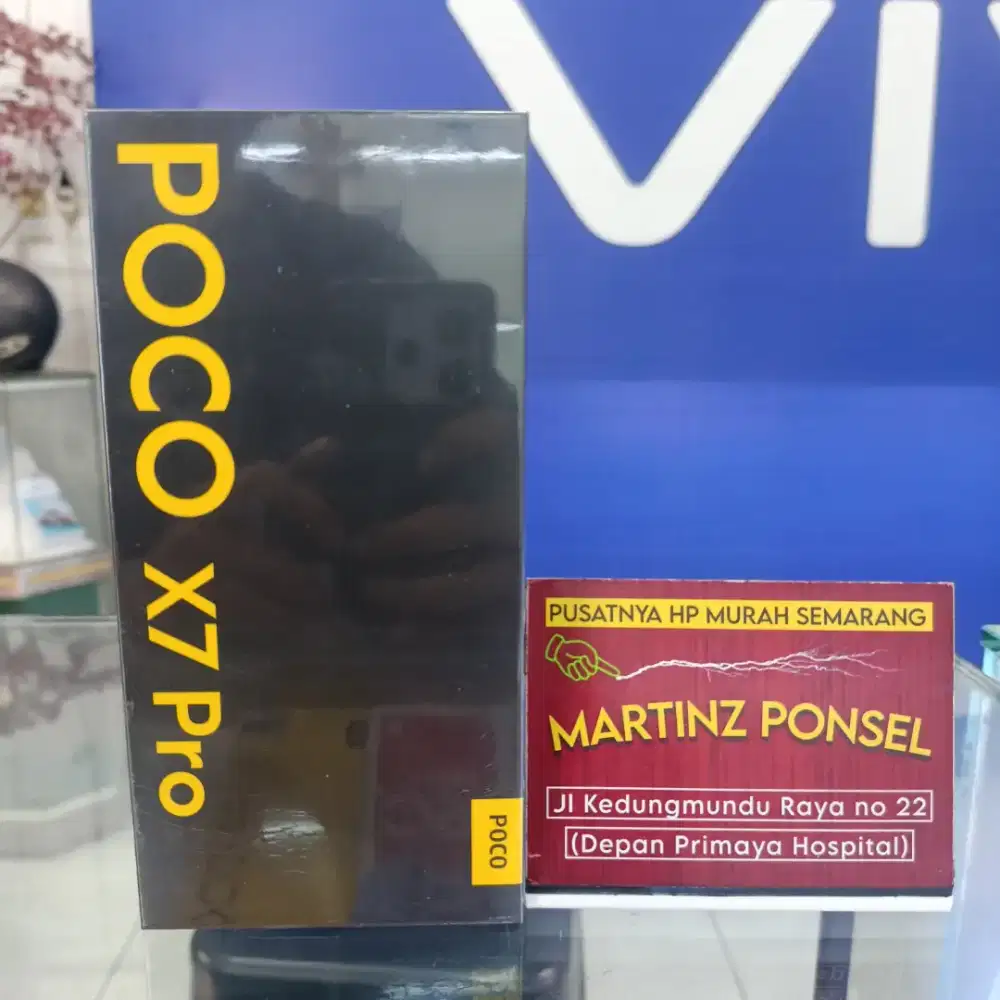 POCO X7 Pro
POCO
PUSATNYA HP MURAH SEMARANG
MARTINZ PONSEL
Jl Kedungmundu Raya no 22
(Depan Primaya Hospital)